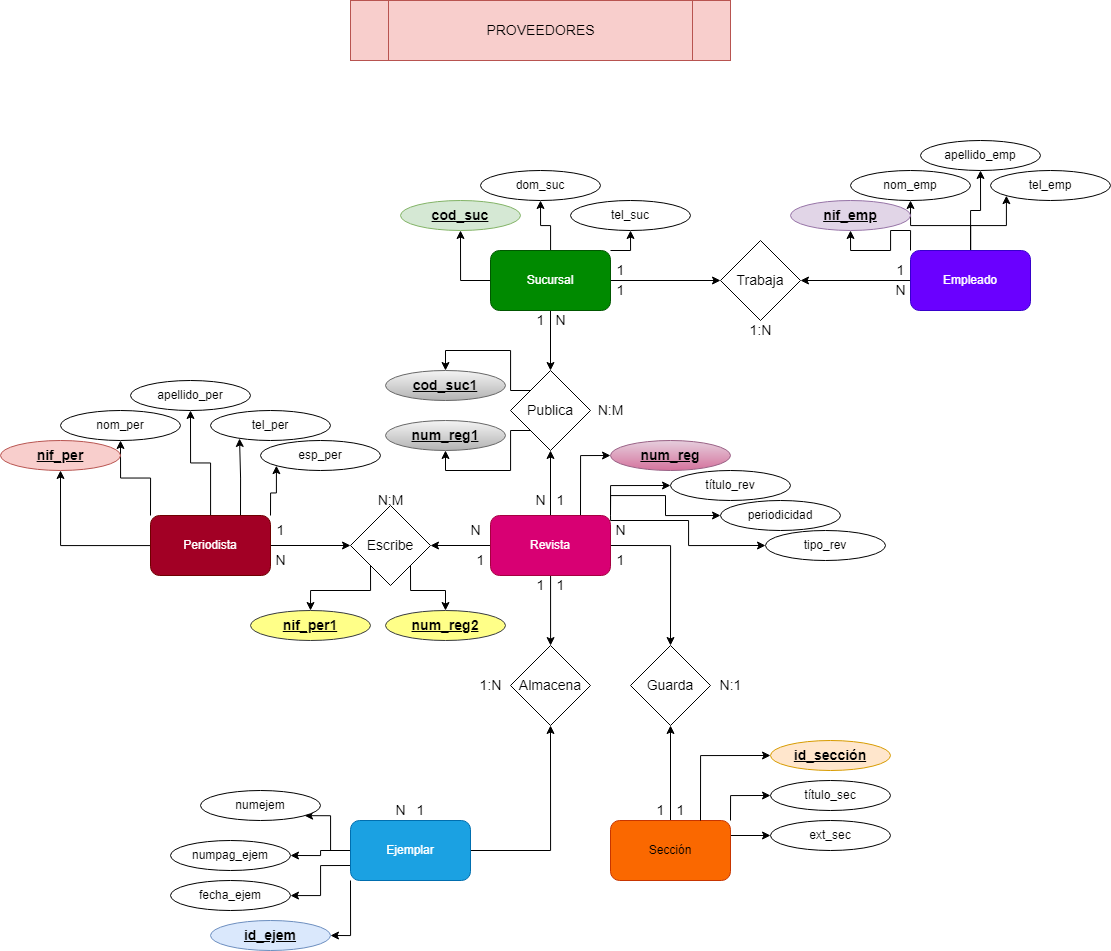 PROVEEDORES
apellido_emp
dom_suc
nom_emp
tel_emp
cod_suc
tel_suc
nif_emp
Sucursal
1
1
Trabaja
1
N
Empleado
1:N
1
N
cod_suc1
Publica
N:M
num_reg1
apellido_per
nom_per
tel_per
nif_per
esp_per
num_reg
título_rev
periodicidad
tipo_rev
N:M
N
1
Periodista
1
N
Escribe
N
1
Revista
N
1
nif_per1
num_reg2
1
1
1:N
Almacena
Guarda
N:1
id_sección
título_sec
ext_sec
numejem
N
1
1
1
numpag_ejem
Ejemplar
Sección
fecha_ejem
id_ejem